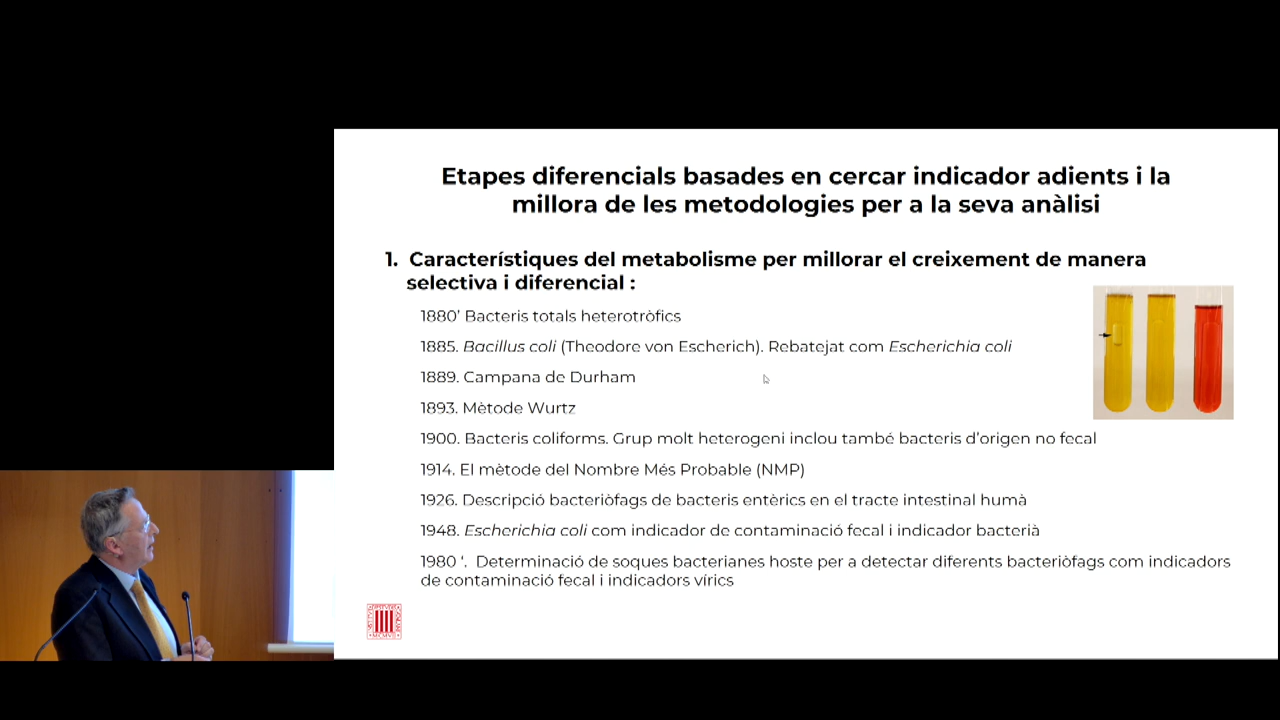 Etapes diferencials basades en cercar indicador adients i la
millora de les metodologies per a la seva anàlisi
1. Característiques del metabolisme per millorar el creixement de manera
selectiva i diferencial :
1880’ Bacteris totals heterotròfics
1885. Bacillus coli (Theodore von Escherich). Rebatejat com Escherichia coli
1889. Campana de Durham
1893. Mètode Wurtz
1900. Bacteris coliforms. Grup molt heterogeni inclou també bacteris d’origen no fecal
1914. El mètode del Nombre Més Probable (NMP)
1926. Descripció bacteriòfags de bacteris entèrics en el tracte intestinal humà
1948. Escherichia coli com indicador de contaminació fecal i indicador bacterià
1980 ‘. Determinació de soques bacterianes hoste per a detectar diferents bacteriòfags com indicadors
de contaminació fecal i indicadors vírics